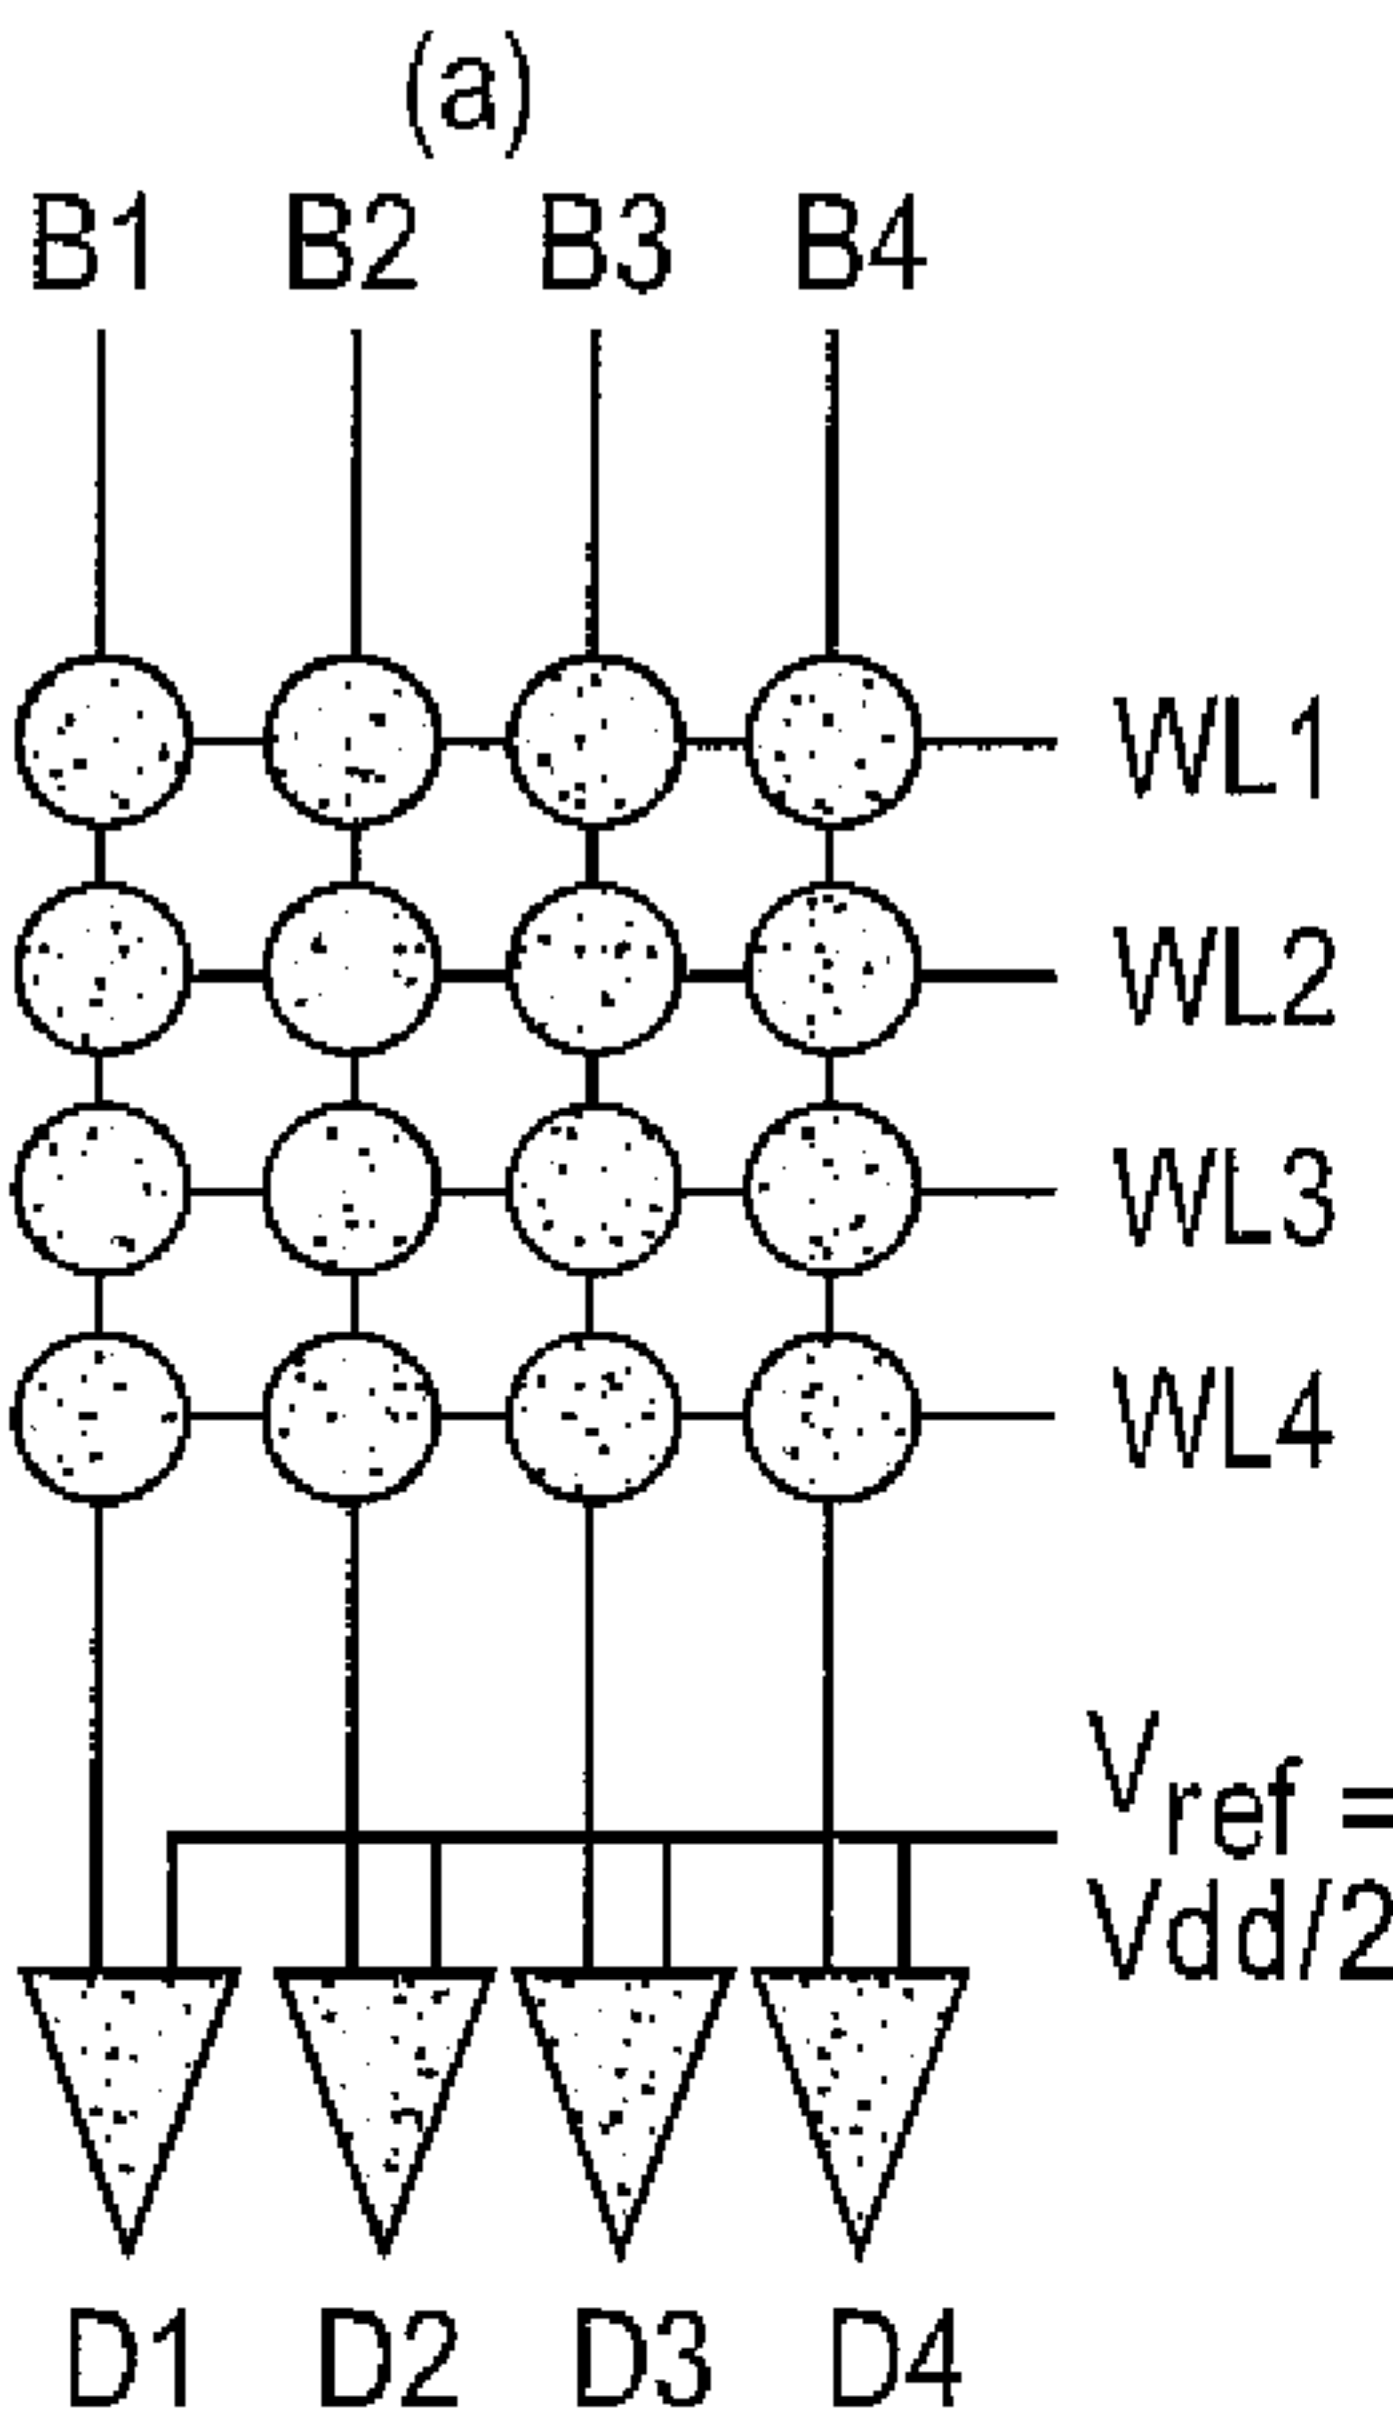 (a)
B1 B2 B3 B4
WL1
WL2
WL3
WL4
Vref =
Vdd/2
D1 D2 D3 D4